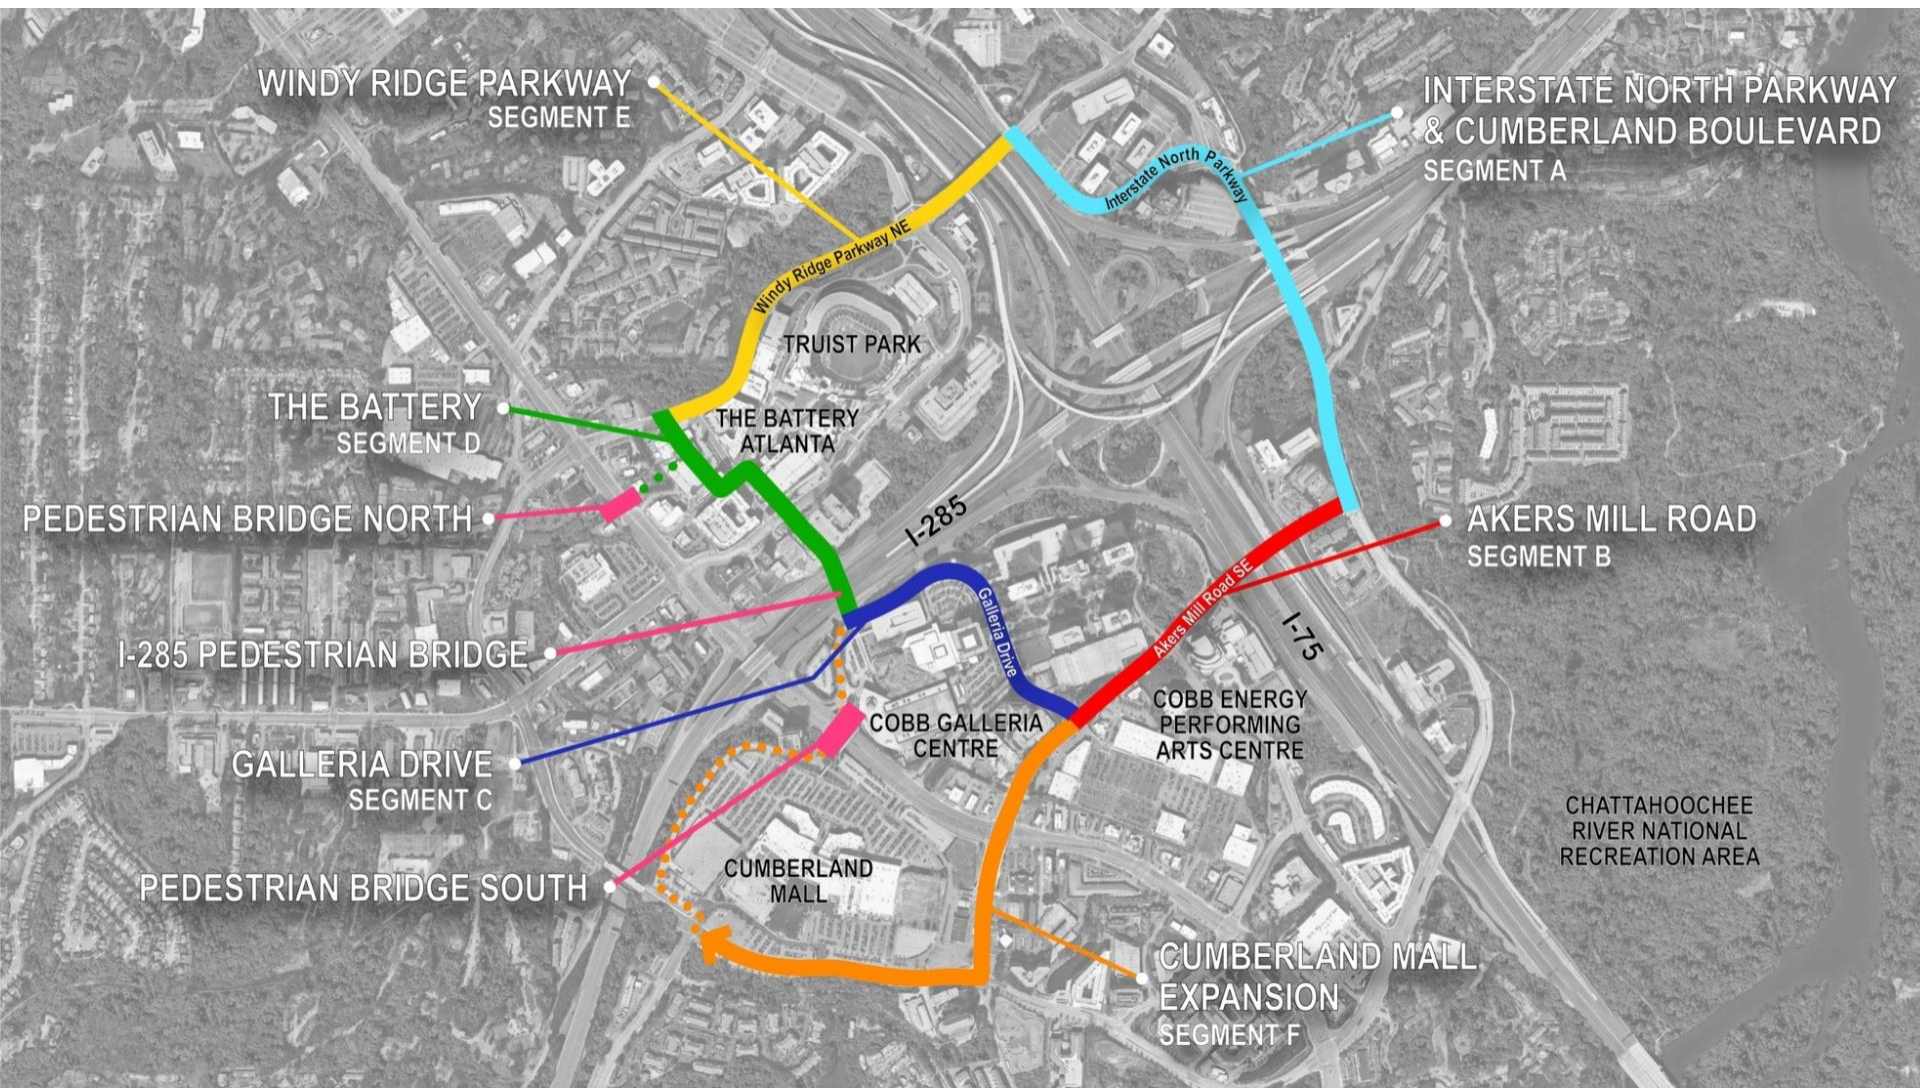 WINDY RIDGE PARKWAY
SEGMENT E
INTERSTATE NORTH PARKWAY
& CUMBERLAND BOULEVARD
SEGMENT A
Interstate North Parkway
Windy Ridge Parkway NE
TRUIST PARK
THE BATTERY
SEGMENT D
THE BATTERY
ATLANTA
PEDESTRIAN BRIDGE NORTH
I-285
AKERS MILL ROAD
SEGMENT B
Akers Mill Road SE
Galleria Drive
I-75
I-285 PEDESTRIAN BRIDGE
COBB GALLERIA
CENTRE
COBB ENERGY
PERFORMING
ARTS CENTRE
GALLERIA DRIVE
SEGMENT C
CHATTAHOOCHEE
RIVER NATIONAL
RECREATION AREA
CUMBERLAND
MALL
PEDESTRIAN BRIDGE SOUTH
CUMBERLAND MALL
EXPANSION
SEGMENT F